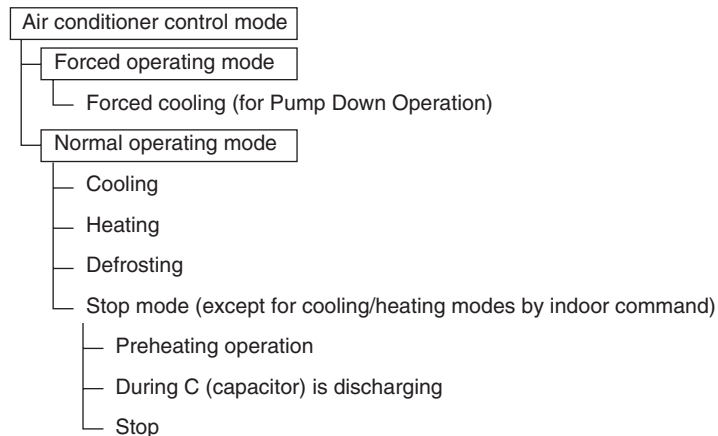 Air conditioner control mode
Forced operating mode
Forced cooling (for Pump Down Operation)
Normal operating mode
Cooling
Heating
Defrosting
Stop mode (except for cooling/heating modes by indoor command)
Preheating operation
During C (capacitor) is discharging
Stop